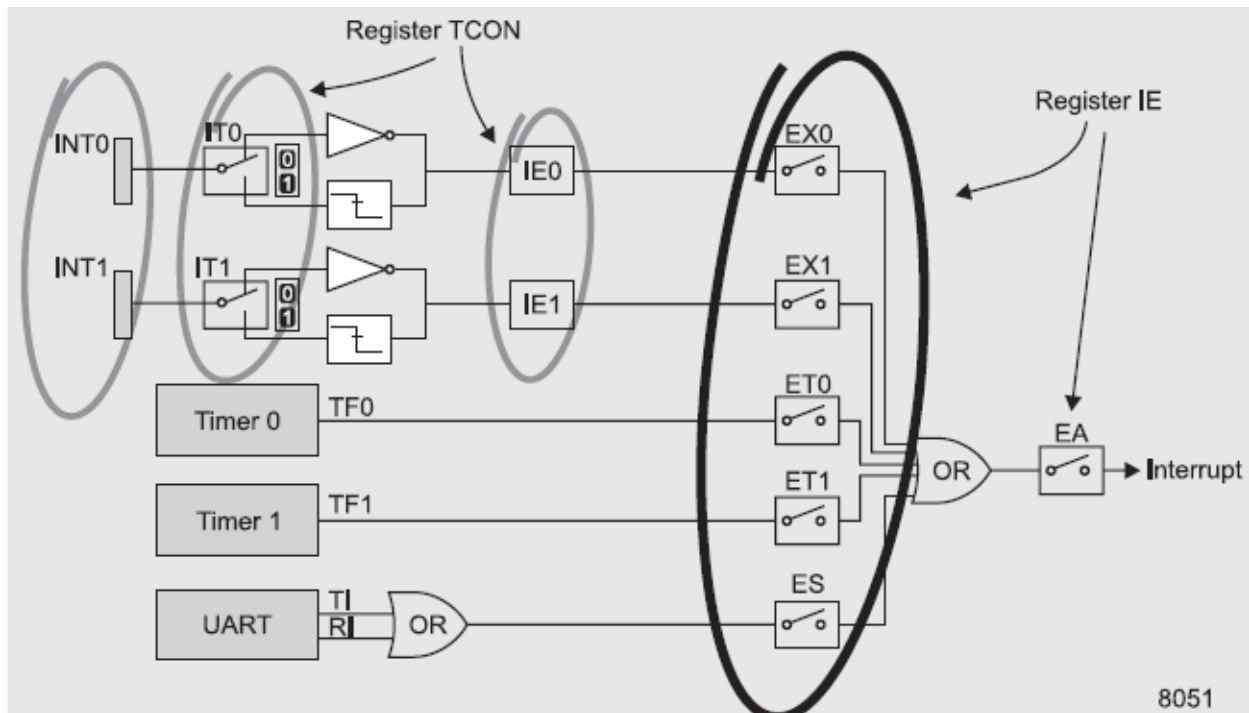 Register TCON
Register IE
INT0
IT0
0
1
IE0
EX0
INT1
IT1
0
1
IE1
EX1
Timer 0
TF0
ET0
OR
EA
Interrupt
Timer 1
TF1
ET1
UART
TI
RI
OR
ES
8051